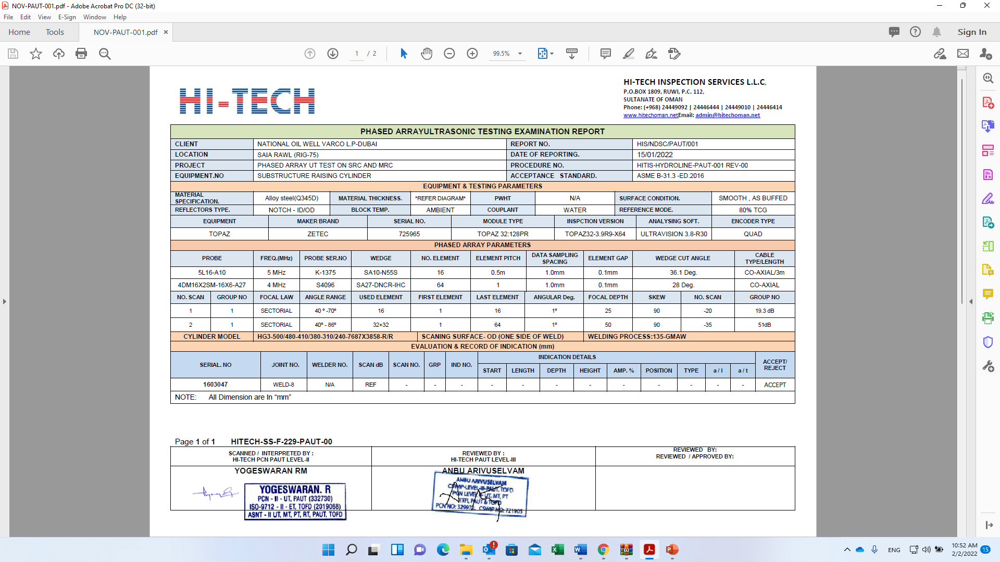 NOV-PAUT-001.pdf - Adobe Acrobat Pro DC (32-bit)
File Edit View E-Sign Window Help
Home Tools NOV-PAUT-001.pdf × Sign In
1 / 2 99.5%
HI-TECH
HI-TECH INSPECTION SERVICES L.L.C,
P.O.BOX 1809, RUWI, P.C. 112,
SULTANATE OF OMAN
Phone: (+968) 24449092 | 24446444 | 24449010 | 24446414
www.hitechoman.netEmail: admin@hitechoman.net
PHASED ARRAYULTRASONIC TESTING EXAMINATION REPORT
CLIENT NATIONAL OIL WELL VARCO L.P-DUBAI REPORT NO. HIS/NDSC/PAUT/001
LOCATION SAIA RAWL (RIG-75) DATE OF REPORTING. 15/01/2022
PROJECT PHASED ARRAY UT TEST ON SRC AND MRC PROCEDURE NO. HITIS-HYDROLINE-PAUT-001 REV-00
EQUIPMENT.NO SUBSTRUCTURE RAISING CYLINDER ACCEPTANCE STANDARD. ASME B-31.3 -ED.2016
EQUIPMENT & TESTING PARAMETERS
MATERIAL SPECIFICATION. Alloy steel(Q345D) MATERIAL THICKNESS. *REFER DIAGRAM* PWHT N/A SURFACE CONDITION. SMOOTH , AS BUFFED
REFLECTORS TYPE. NOTCH - ID/OD BLOCK TEMP. AMBIENT COUPLANT WATER REFERENCE MODE. 80% TCG
EQUIPMENT MAKER BRAND SERIAL NO. MODULE TYPE INSPCTION VERSION ANALYSING SOFT. ENCODER TYPE
TOPAZ ZETEC 725965 TOPAZ 32:128PR TOPAZ32-3.9R9-X64 ULTRAVISION 3.8-R30 QUAD
PHASED ARRAY PARAMETERS
PROBE FREQ.(MHz) PROBE SER.NO WEDGE NO. ELEMENT ELEMENT PITCH DATA SAMPLING SPACING ELEMENT GAP WEDGE CUT ANGLE CABLE TYPE/LENGTH
5L16-A10 5 MHz K-1375 SA10-N55S 16 0.5m 1.0mm 0.1mm 36.1 Deg. CO-AXIAL/3m
4DM16X2SM-16X6-A27 4 MHz S4096 SA27-DNCR-IHC 64 1 1.0mm 0.1mm 28 Deg. CO-AXIAL
NO. SCAN GROUP NO FOCAL LAW ANGLE RANGE USED ELEMENT FIRST ELEMENT LAST ELEMENT ANGULAR Deg. FOCAL DEPTH SKEW NO. SCAN GROUP NO
1 1 SECTORIAL 40 º -70º 16 1 16 1º 25 90 -20 19.3 dB
2 1 SECTORIAL 40º - 86º 32+32 1 64 1º 50 90 -35 51dB
CYLINDER MODEL HG3-500/480-410/380-310/240-7687X3858-R/R SCANING SURFACE- OD (ONE SIDE OF WELD) WELDING PROCESS:135-GMAW
EVALUATION & RECORD OF INDICATION (mm)
SERIAL. NO JOINT NO. WELDER NO. SCAN dB SCAN NO. GRP IND NO. INDICATION DETAILS ACCEPT/ REJECT
START LENGTH DEPTH HEIGHT AMP. % POSITION TYPE a / l a / t
1603047 WELD-8 N/A REF - - - - - - - - - - - - ACCEPT
NOTE: All Dimension are In “mm”
Page 1 of 1 HITECH-SS-F-229-PAUT-00
SCANNED / INTERPRETED BY :
HI-TECH PCN PAUT LEVEL-II
REVIEWED BY :
HI-TECH PAUT LEVEL-III
REVIEWED BY:
REVIEWED / APPROVED BY:
YOGESWARAN RM
ANBU ARIVUSELVAM
YOGESWARAN. R
PCN - II - UT, PAUT (332730)
ISO-9712 - II - ET, TOFD (2019068)
ASNT - II UT, MT, PT, RT, PAUT, TOFD
ANBU ARIVUSELVAM
CSWIP-LEVEL-III-PAUT, TOFD
PCN LEVEL UT, MT, PT
RTFI, PAUT & TOFD
PCN NO: 32997 CSWIP NO: 721905
ENG 10:52 AM
2/2/2022 15